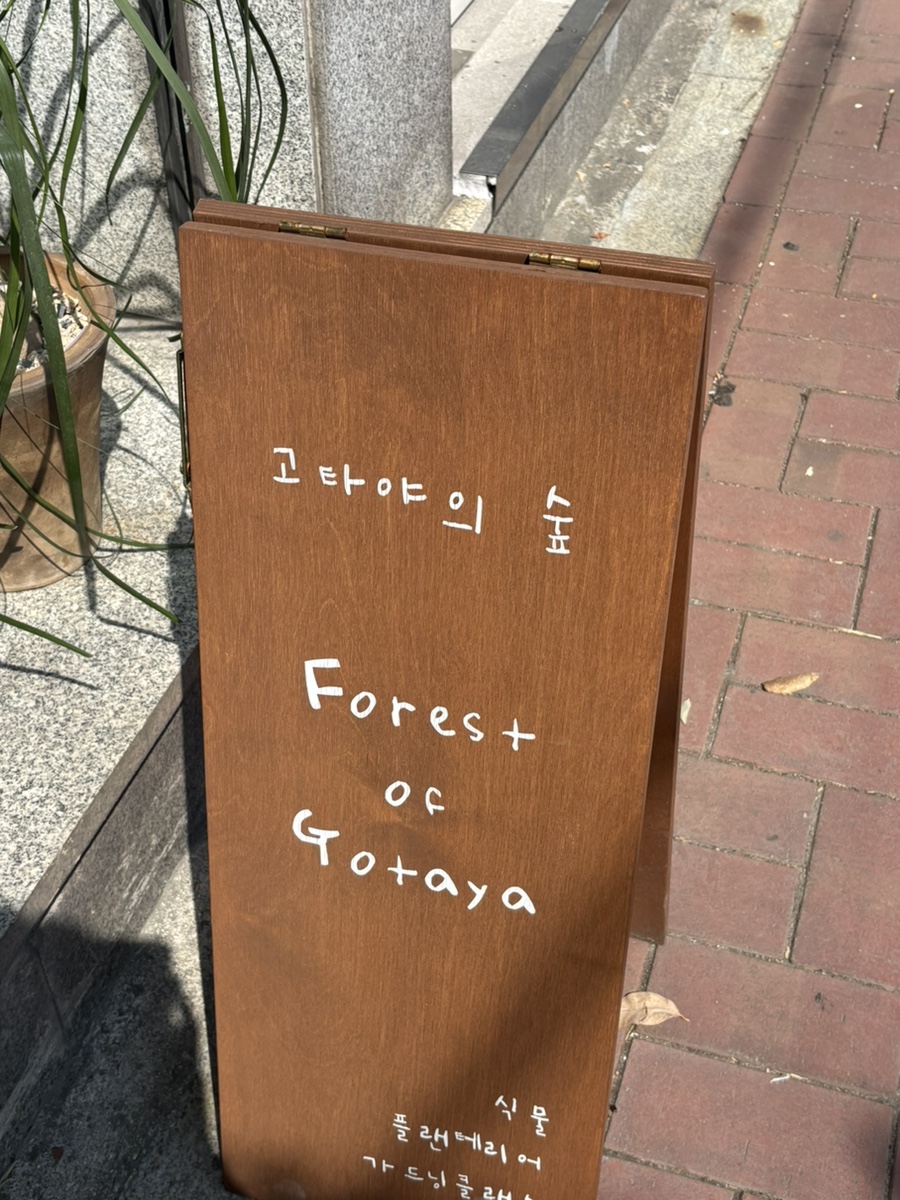 고타야의 숲
Forest
of
Gotaya
식물
플랜테리어